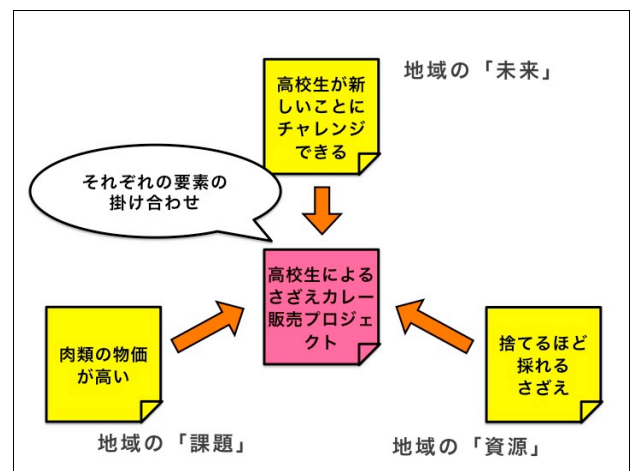 地域の「未来」
高校生が新
しいことに
チャレンジ
できる
それぞれの要素の
掛け合わせ
高校生による
さざえカレー
販売プロジェ
クト
肉類の物価
が高い
捨てるほど
採れる
さざえ
地域の「課題」
地域の「資源」